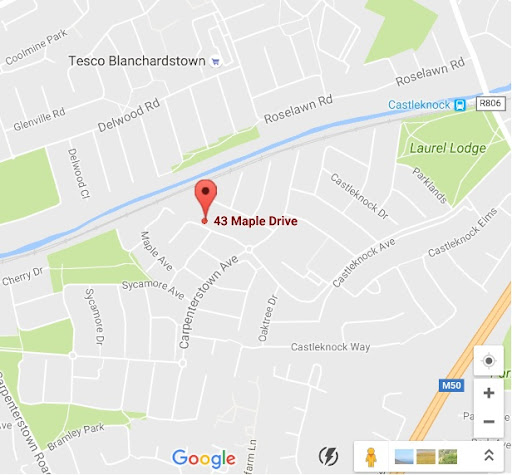 Coolmine Park
Tesco Blanchardstown
Roselawn Rd
Castleknock
R806
Delwood Rd
Roselawn Rd
Glenville Rd
Laurel Lodge
Delwood Ct
Parklands
Castleknock Dr
43 Maple Drive
Castleknock Elms
Maple Ave
Castleknock Ave
Cherry Dr
Carpenterstown Ave
Sycamore Ave
Sycamore Dr
Oaktree Dr
Castleknock Way
M50
Carpenterstown Road
Bramley Park
Google
farm Ln